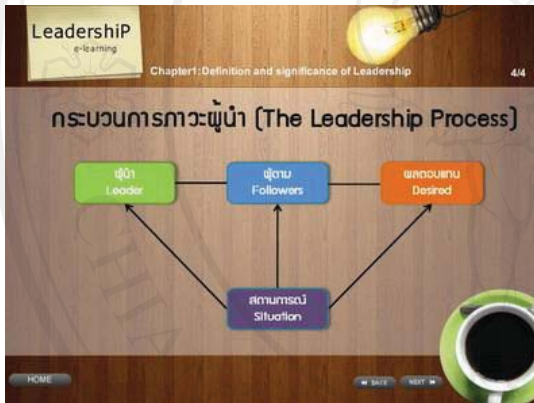 LeadershiP
e-learning
Chapter1:Definition and significance of Leadership
4/4
กระบวนการภาวะผู้นำ (The Leadership Process)
ผู้นำ
Leader
ผู้ตาม
Followers
ผลตอบแทน
Desired
สถานการณ์
Situation
HOME
BACK
NEXT